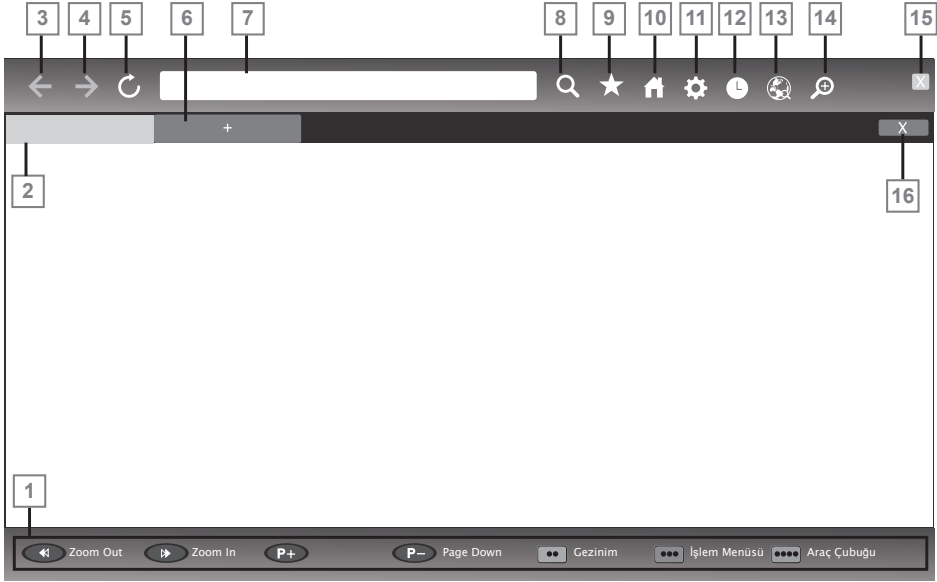 3 4 5 6 7 8 9 10 11 12 13 14 15
X
+ X
2 16
1
Zoom Out Zoom In P+ P– Page Down Gezinim İşlem Menüsü Araç Çubuğu